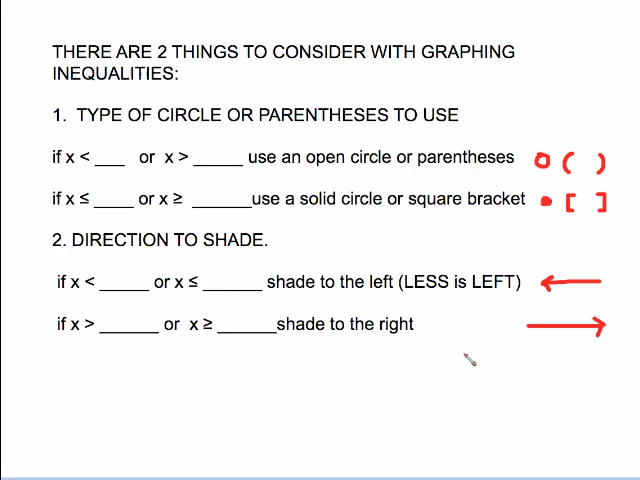 THERE ARE 2 THINGS TO CONSIDER WITH GRAPHING
INEQUALITIES:
1. TYPE OF CIRCLE OR PARENTHESES TO USE
if x < ___ or x > _____ use an open circle or parentheses o ( )
if x ≤ ____ or x ≥ ______use a solid circle or square bracket • [ ]
2. DIRECTION TO SHADE.
if x < _____ or x ≤ ______ shade to the left (LESS is LEFT) ←
if x > ______ or x ≥ ______shade to the right →